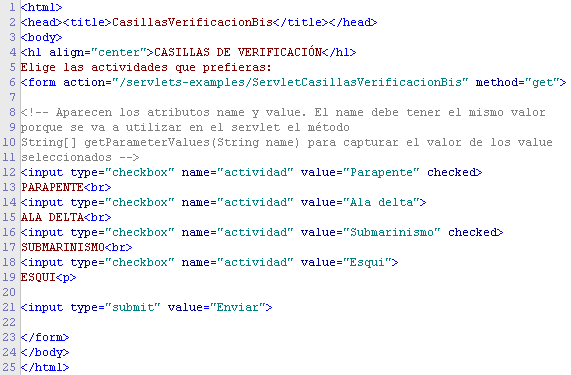 1 <html>
2 <head><title>CasillasVerificacionBis</title></head>
3 <body>
4 <h1 align="center">CASILLAS DE VERIFICACIÓN</h1>
5 Elige las actividades que prefieras:
6 <form action="/servlets-examples/ServletCasillasVerificacionBis" method="get">
7
8 <!-- Aparecen los atributos name y value. El name debe tener el mismo valor
9 porque se va a utilizar en el servlet el método
10 String[] getParameterValues(String name) para capturar el valor de los value
11 seleccionados -->
12 <input type="checkbox" name="actividad" value="Parapente" checked>
13 PARAPENTE<br>
14 <input type="checkbox" name="actividad" value="Ala delta">
15 ALA DELTA<br>
16 <input type="checkbox" name="actividad" value="Submarinismo" checked>
17 SUBMARINISMO<br>
18 <input type="checkbox" name="actividad" value="Esqui">
19 ESQUI<p>
20
21 <input type="submit" value="Enviar">
22
23 </form>
24 </body>
25 </html>